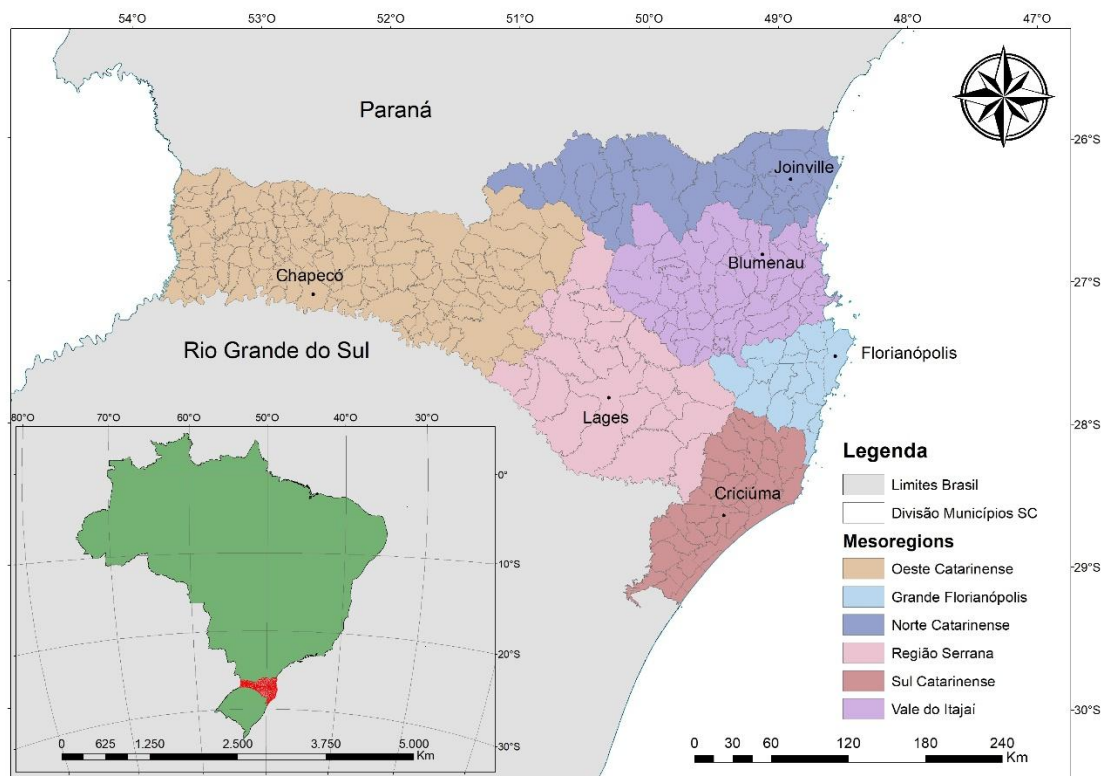 54°O 53°O 52°O 51°O 50°O 49°O 48°O 47°O
Paraná
26°S
Joinville
Blumenau
Chapecó
27°S
Rio Grande do Sul
Florianópolis
Lages
28°S
80°O 70°O 60°O 50°O 40°O 30°O
0°
10°S
20°S
30°S
Criciúma
29°S
30°S
Legenda
Limites Brasil
Divisão Municípios SC
Mesoregions
Oeste Catarinense
Grande Florianópolis
Norte Catarinense
Região Serrana
Sul Catarinense
Vale do Itajaí
0 625 1.250 2.500 3.750 5.000
Km
0 30 60 120 180 240
Km